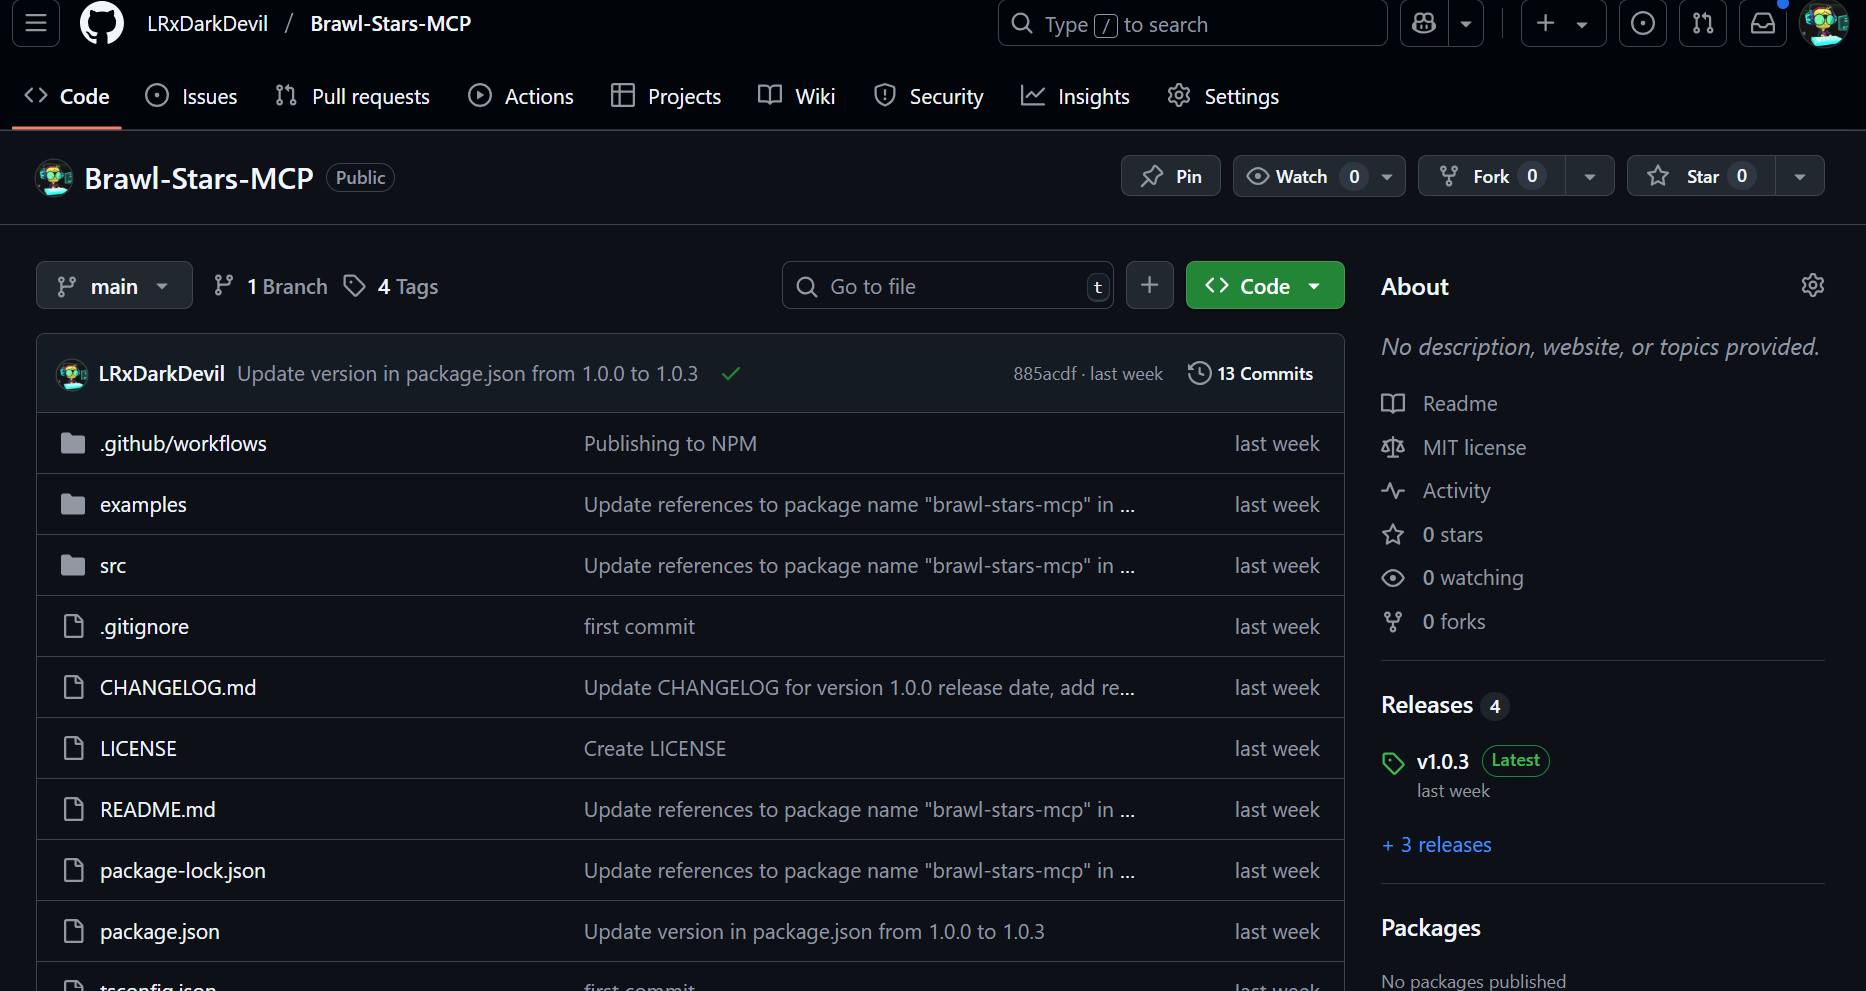 LRxDarkDevil / Brawl-Stars-MCP
Type / to search
Code
Issues
Pull requests
Actions
Projects
Wiki
Security
Insights
Settings
Brawl-Stars-MCP
Public
Pin
Watch 0
Fork 0
Star 0
main
1 Branch
4 Tags
Go to file
t
Code
LRxDarkDevil Update version in package.json from 1.0.0 to 1.0.3
885acdf · last week
13 Commits
.github/workflows Publishing to NPM last week
examples Update references to package name "brawl-stars-mcp" in ... last week
src Update references to package name "brawl-stars-mcp" in ... last week
.gitignore first commit last week
CHANGELOG.md Update CHANGELOG for version 1.0.0 release date, add re... last week
LICENSE Create LICENSE last week
README.md Update references to package name "brawl-stars-mcp" in ... last week
package-lock.json Update references to package name "brawl-stars-mcp" in ... last week
package.json Update version in package.json from 1.0.0 to 1.0.3 last week
tsconfig.json first commit last week
About
No description, website, or topics provided.
Readme
MIT license
Activity
0 stars
0 watching
0 forks
Releases 4
v1.0.3 Latest
last week
+ 3 releases
Packages
No packages published